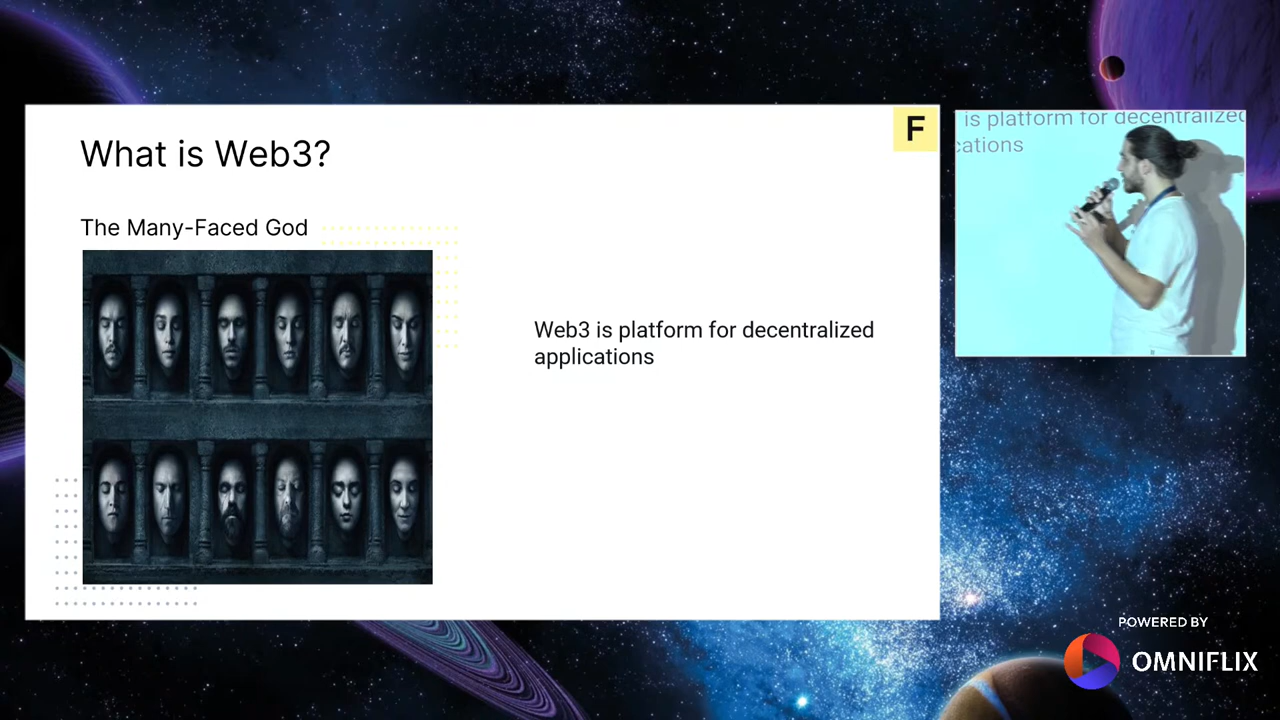 What is Web3?
F
The Many-Faced God
Web3 is platform for decentralized
applications
is platform for decentralized
cations
POWERED BY
OMNIFLIX